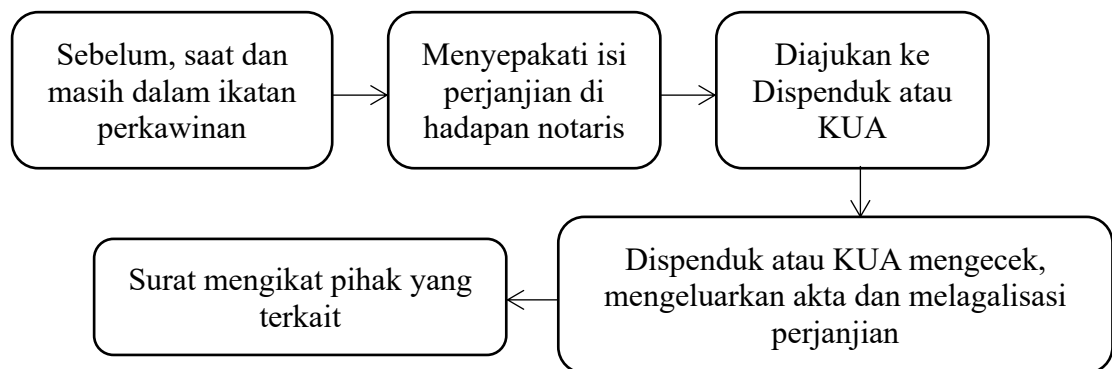 Sebelum, saat dan
masih dalam ikatan
perkawinan
Menyepakati isi
perjanjian di
hadapan notaris
Diajukan ke
Dispenduk atau
KUA
Dispenduk atau KUA mengecek,
mengeluarkan akta dan melagalisasi
perjanjian
Surat mengikat pihak yang
terkait